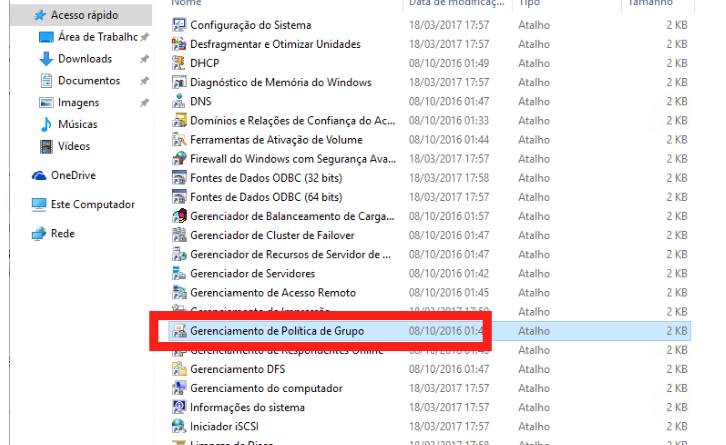 Nome Data de modificaç... Tipo Tamanho
Acesso rápido
Área de Trabalhc
Downloads
Documentos
Imagens
Músicas
Vídeos
OneDrive
Este Computador
Rede
Configuração do Sistema 18/03/2017 17:57 Atalho 2 KB
Desfragmentar e Otimizar Unidades 18/03/2017 17:57 Atalho 2 KB
DHCP 08/10/2016 01:49 Atalho 2 KB
Diagnóstico de Memória do Windows 18/03/2017 17:57 Atalho 2 KB
DNS 08/10/2016 01:47 Atalho 2 KB
Domínios e Relações de Confiança do Ac... 08/10/2016 01:33 Atalho 2 KB
Ferramentas de Ativação de Volume 08/10/2016 01:44 Atalho 2 KB
Firewall do Windows com Segurança Ava... 18/03/2017 17:57 Atalho 2 KB
Fontes de Dados ODBC (32 bits) 18/03/2017 17:58 Atalho 2 KB
Fontes de Dados ODBC (64 bits) 18/03/2017 17:57 Atalho 2 KB
Gerenciador de Balanceamento de Carga... 08/10/2016 01:57 Atalho 2 KB
Gerenciador de Cluster de Failover 08/10/2016 01:47 Atalho 2 KB
Gerenciador de Recursos de Servidor de ... 08/10/2016 01:47 Atalho 2 KB
Gerenciador de Servidores 08/10/2016 01:42 Atalho 2 KB
Gerenciamento de Acesso Remoto 08/10/2016 01:45 Atalho 2 KB
Gerenciamento de Impressão 18/03/2017 17:59 Atalho 2 KB
Gerenciamento de Política de Grupo 08/10/2016 01:4 Atalho 2 KB
Gerenciamento de Respondentes Online 08/10/2016 01:48 Atalho 2 KB
Gerenciamento DFS 08/10/2016 01:47 Atalho 2 KB
Gerenciamento do computador 18/03/2017 17:57 Atalho 2 KB
Informações do sistema 18/03/2017 17:57 Atalho 2 KB
Iniciador iSCSI 18/03/2017 17:57 Atalho 2 KB
Limpeza de Disco 18/03/2017 17:58 Atalho 2 KB